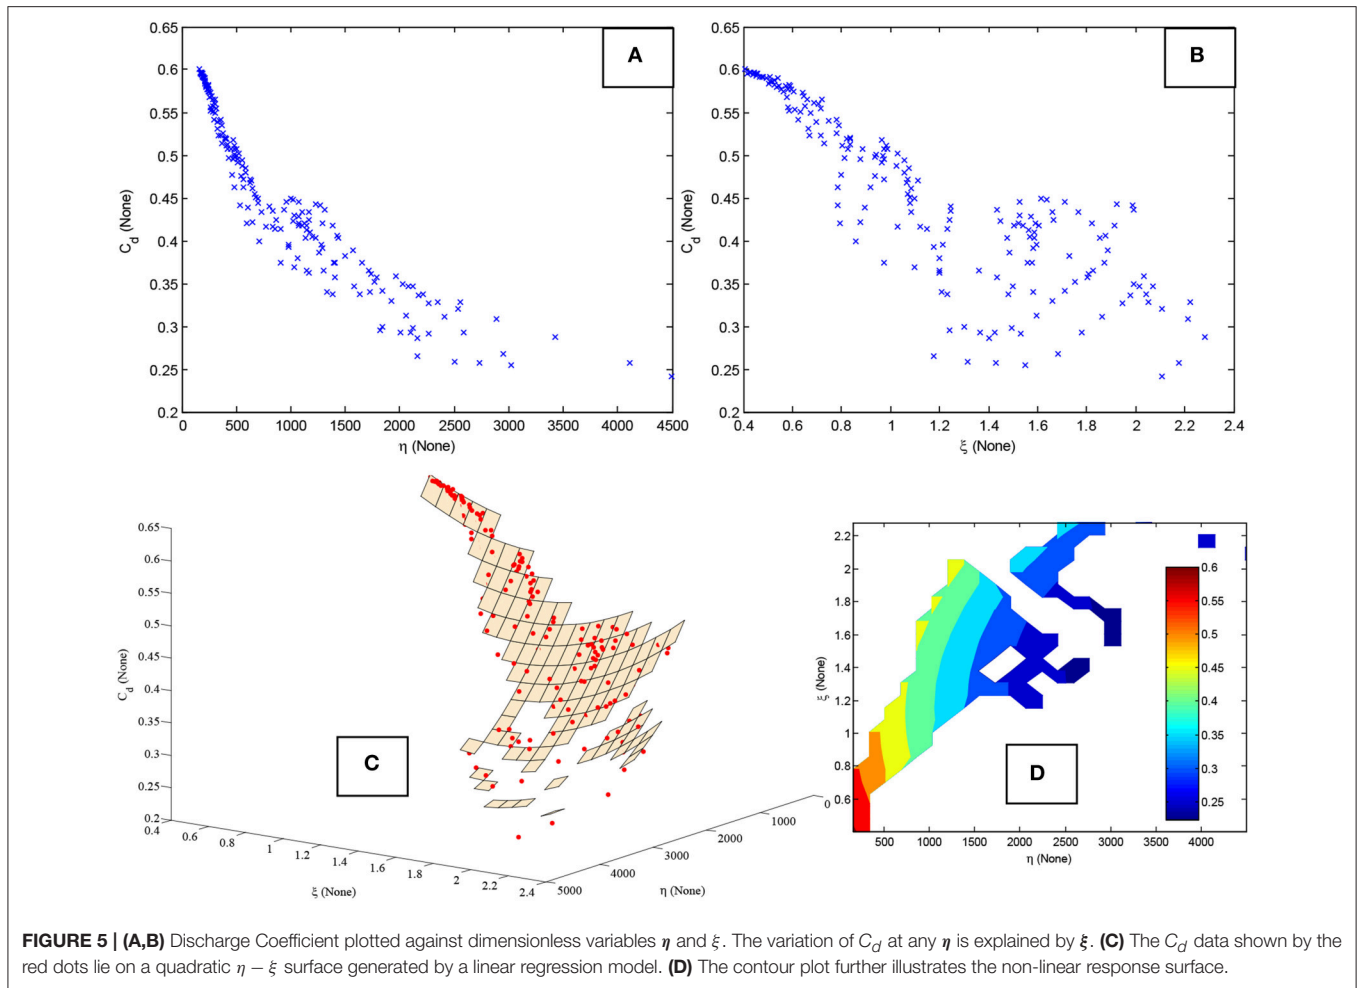 A
0.65
0.6
0.55
0.5
0.45
0.4
0.35
0.3
0.25
0.2
C_d (None)
0 500 1000 1500 2000 2500 3000 3500 4000 4500
η (None)
B
0.65
0.6
0.55
0.5
0.45
0.4
0.35
0.3
0.25
0.2
C_d (None)
0.4 0.6 0.8 1 1.2 1.4 1.6 1.8 2 2.2 2.4
ξ (None)
C
0.65
0.6
0.55
0.5
0.45
0.4
0.35
0.3
0.25
0.2
C_d (None)
0.4 0.6 0.8 1 1.2 1.4 1.6 1.8 2 2.2 2.4
ξ (None)
5000 4000 3000 2000 1000 0
η (None)
D
2.2
2
1.8
1.6
1.4
1.2
1
0.8
0.6
ξ (None)
500 1000 1500 2000 2500 3000 3500 4000
η (None)
0.6
0.55
0.5
0.45
0.4
0.35
0.3
0.25
FIGURE 5 | (A,B) Discharge Coefficient plotted against dimensionless variables η and ξ. The variation of C_d at any η is explained by ξ. (C) The C_d data shown by the
red dots lie on a quadratic η − ξ surface generated by a linear regression model. (D) The contour plot further illustrates the non-linear response surface.